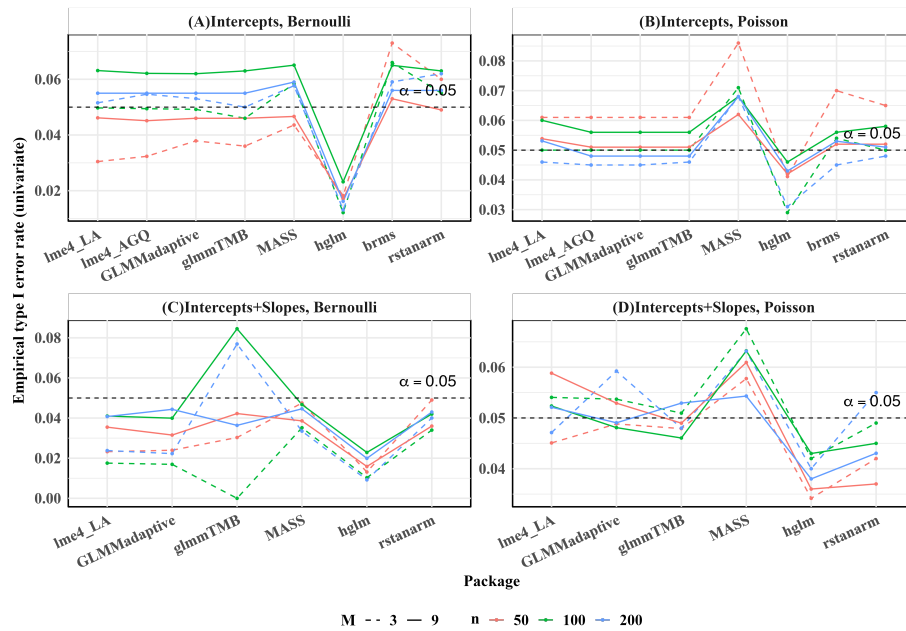 (A)Intercepts, Bernoulli
(B)Intercepts, Poisson
0.06
0.04
0.02
α = 0.05
0.08
0.07
0.06
0.05
0.04
0.03
α = 0.05
lme4_LA
lme4_AGQ
GLMMadaptive
glmmTMB
MASS
hglm
brms
rstanarm
lme4_LA
lme4_AGQ
GLMMadaptive
glmmTMB
MASS
hglm
brms
rstanarm
Empirical type I error rate (univariate)
(C)Intercepts+Slopes, Bernoulli
(D)Intercepts+Slopes, Poisson
0.08
0.06
0.04
0.02
0.00
α = 0.05
0.06
0.05
0.04
α = 0.05
lme4_LA
GLMMadaptive
glmmTMB
MASS
hglm
rstanarm
lme4_LA
GLMMadaptive
glmmTMB
MASS
hglm
rstanarm
Package
M 3 9 n 50 100 200